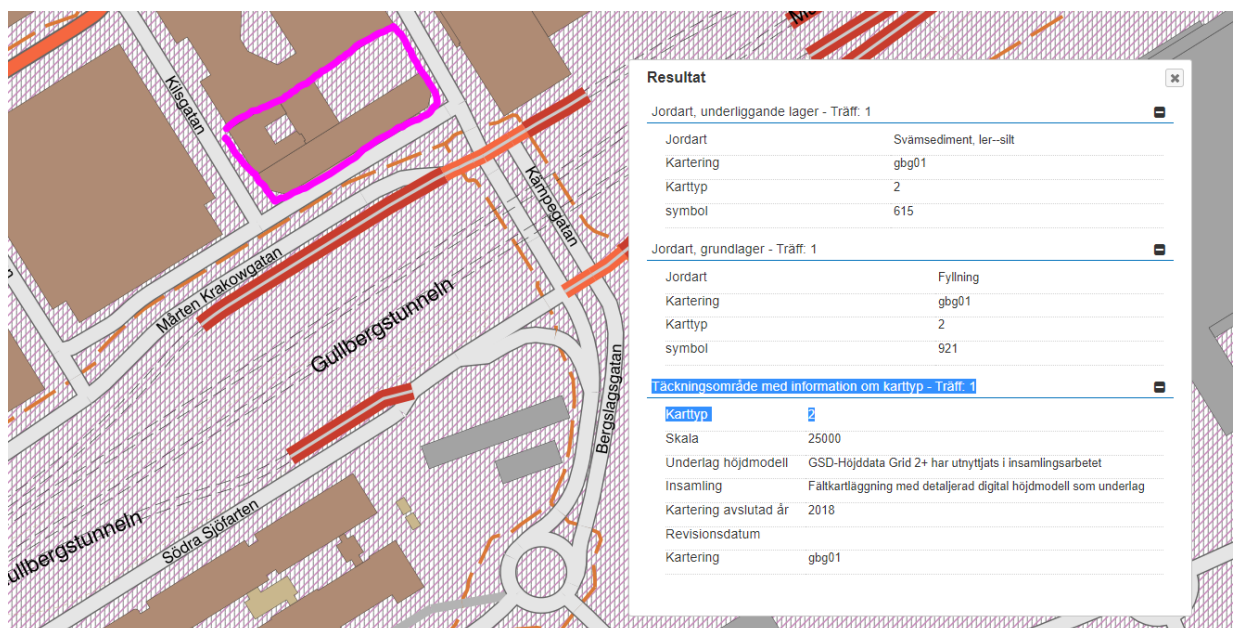 Kilsgatan
Kämpegatan
Mårten Krakowgatan
Gullbergstunneln
Bergslagsgatan
Södra Sjöfarten
ullbergstunneln
Resultat
Jordart, underliggande lager - Träff: 1
Jordart Svämsediment, ler--silt
Kartering gbg01
Karttyp 2
symbol 615
Jordart, grundlager - Träff: 1
Jordart Fyllning
Kartering gbg01
Karttyp 2
symbol 921
Täckningsområde med information om karttyp - Träff: 1
Karttyp 2
Skala 25000
Underlag höjdmodell GSD-Höjddata Grid 2+ har utnyttjats i insamlingsarbetet
Insamling Fältkartläggning med detaljerad digital höjdmodell som underlag
Kartering avslutad år 2018
Revisionsdatum
Kartering gbg01